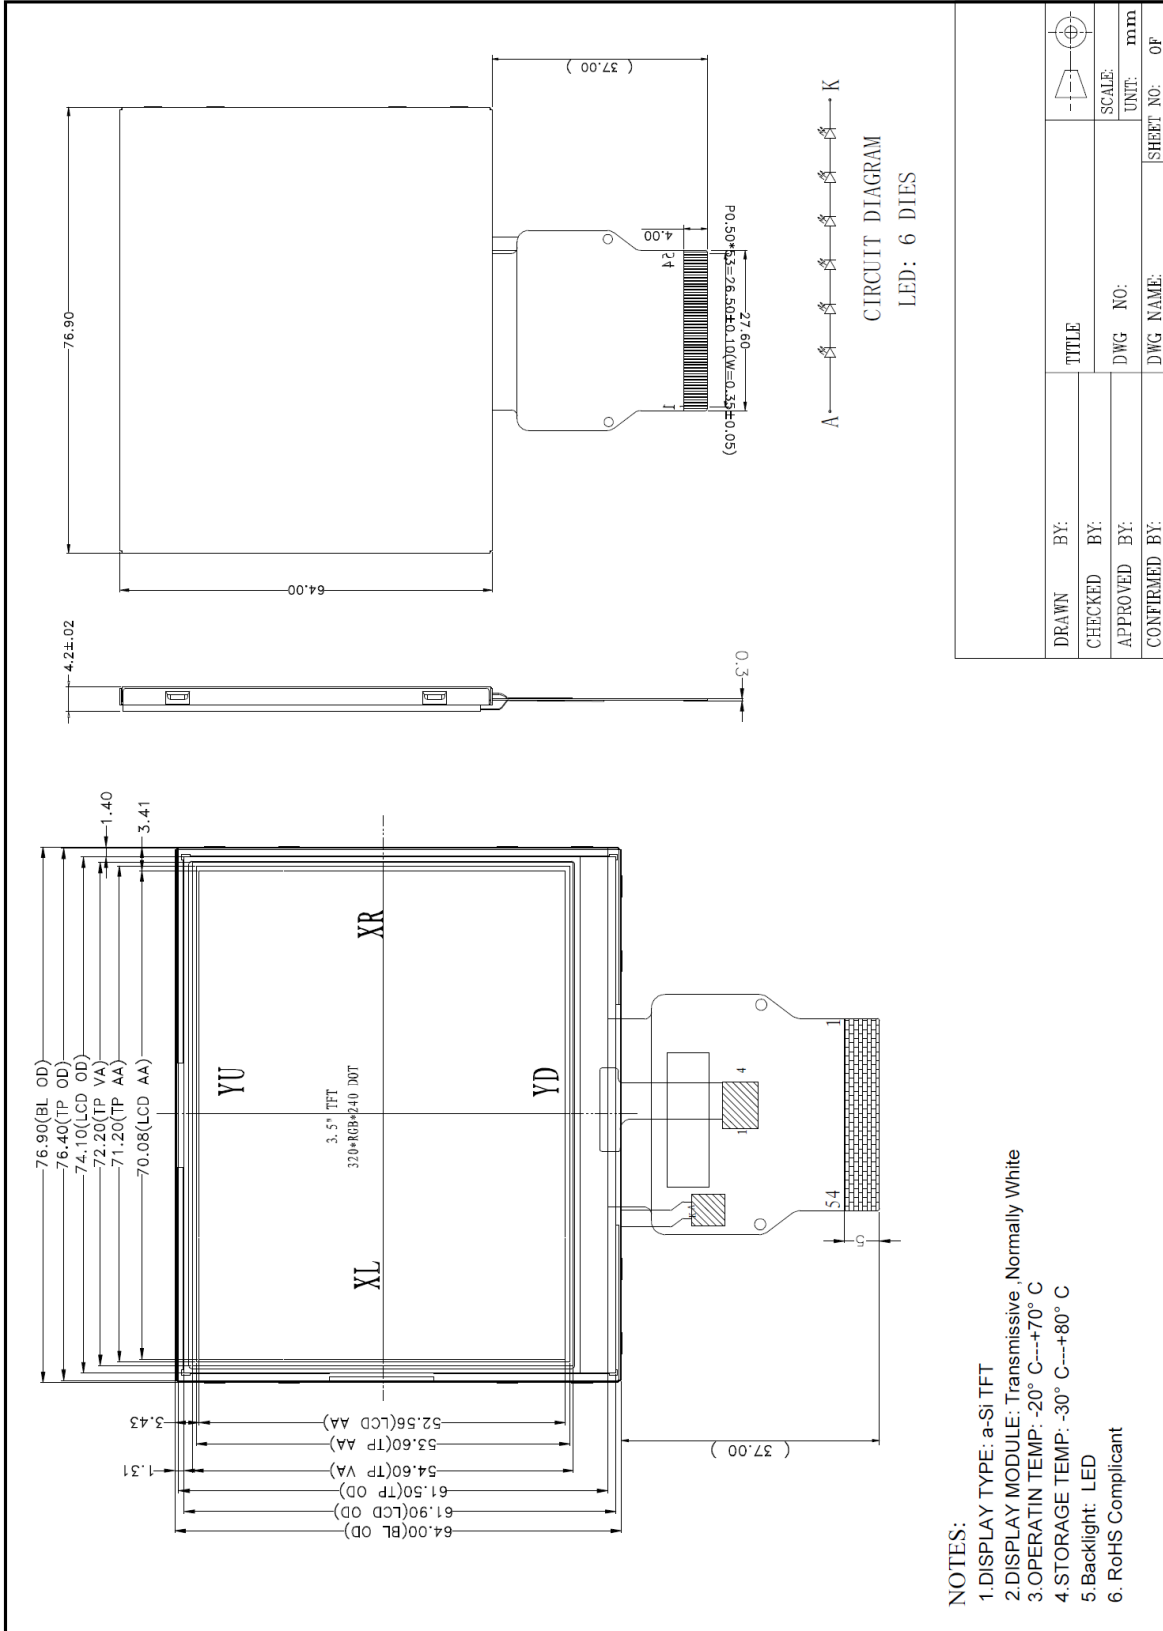 76.90(BL OD)
76.40(TP OD)
74.10(LCD OD)
72.20(TP VA)
71.20(TP AA)
70.08(LCD AA)
1.40
3.41
64.00(BL OD)
61.90(LCD OD)
61.50(TP OD)
54.60(TP VA)
53.60(TP AA)
52.56(LCD AA)
1.31
3.43
YU
XL
XR
3.5" TFT
320*RGB*240 DOT
YD
( 37.00 )
1
4
K A
54
1
5
4.2±.02
0.3
76.90
64.00
( 37.00 )
4.00
1
54
P0.50*53=26.50±0.10(W=0.35±0.05)
27.60
A
K
CIRCUIT DIAGRAM
LED: 6 DIES
NOTES:
1.DISPLAY TYPE: a-Si TFT
2.DISPLAY MODULE: Transmissive ,Normally White
3.OPERATIN TEMP: -20° C---+70° C
4.STORAGE TEMP: -30° C---+80° C
5.Backlight: LED
6. RoHS Complicant
DRAWN BY:
TITLE
CHECKED BY:
SCALE:
APPROVED BY:
DWG NO:
UNIT: mm
CONFIRMED BY:
DWG NAME:
SHEET NO: OF